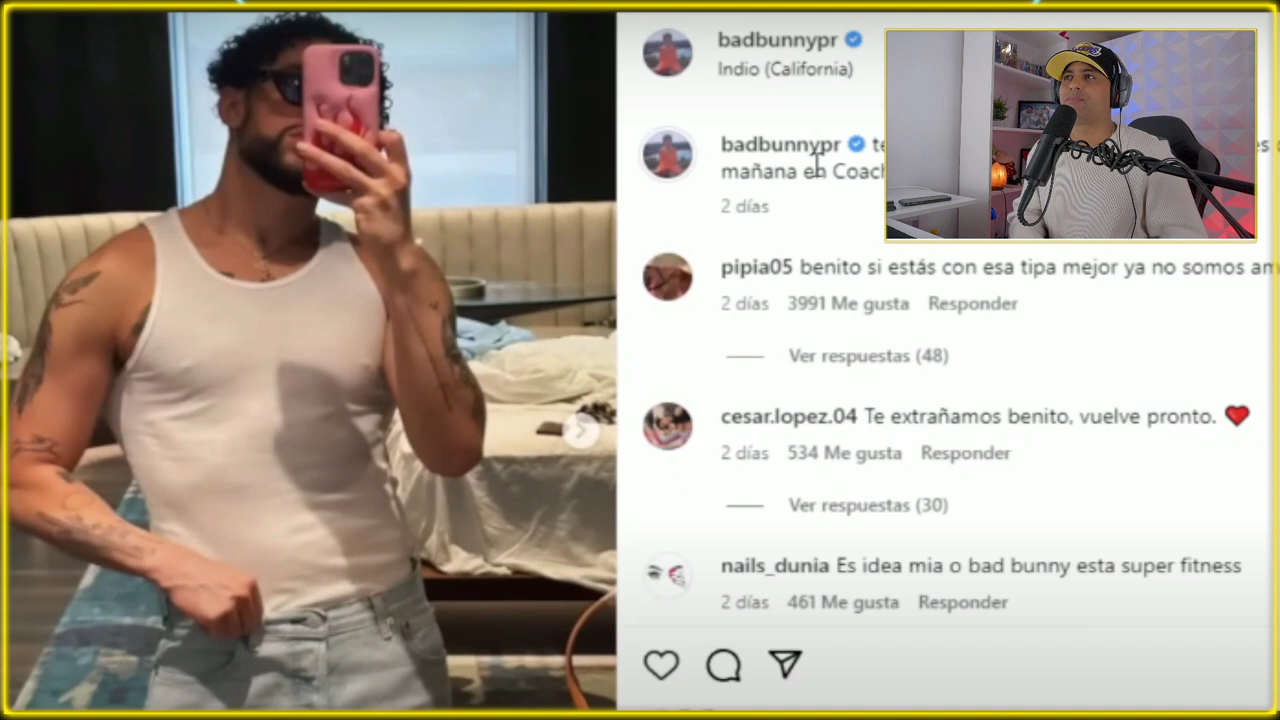 badbunnypr
Indio (California)
badbunnypr
mañana en
2 días
pipia05 benito si estás con esa tipa mejor ya no somos
2 días 3991 Me gusta Responder
Ver respuestas (48)
cesar.lopez.04 Te extrañamos benito, vuelve pronto. ❤️
2 días 534 Me gusta Responder
Ver respuestas (30)
nails_dunia Es idea mia o bad bunny esta super fitness
2 días 461 Me gusta Responder